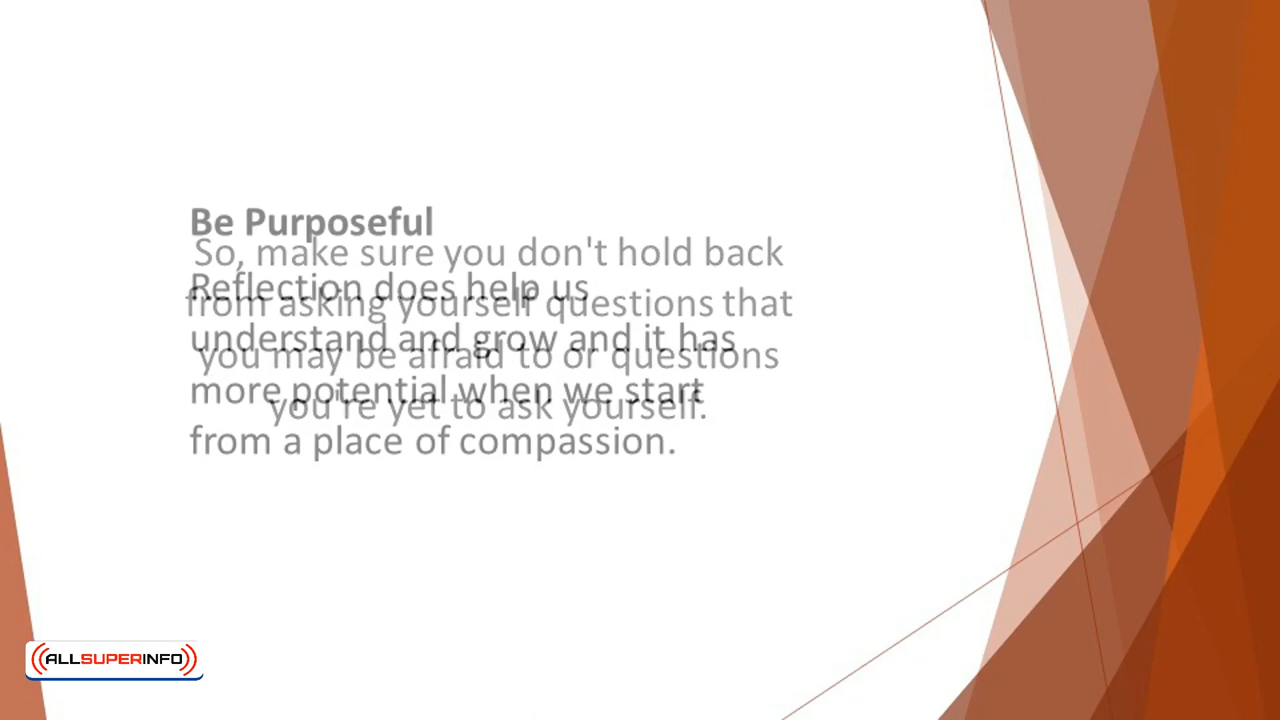 Be Purposeful
So, make sure you don't hold back
Reflection does help us
from asking yourself questions that
understand and grow and it has
you may be afraid to or questions
more potential when we start
you're yet to ask yourself.
from a place of compassion.
ALLSUPERINFO